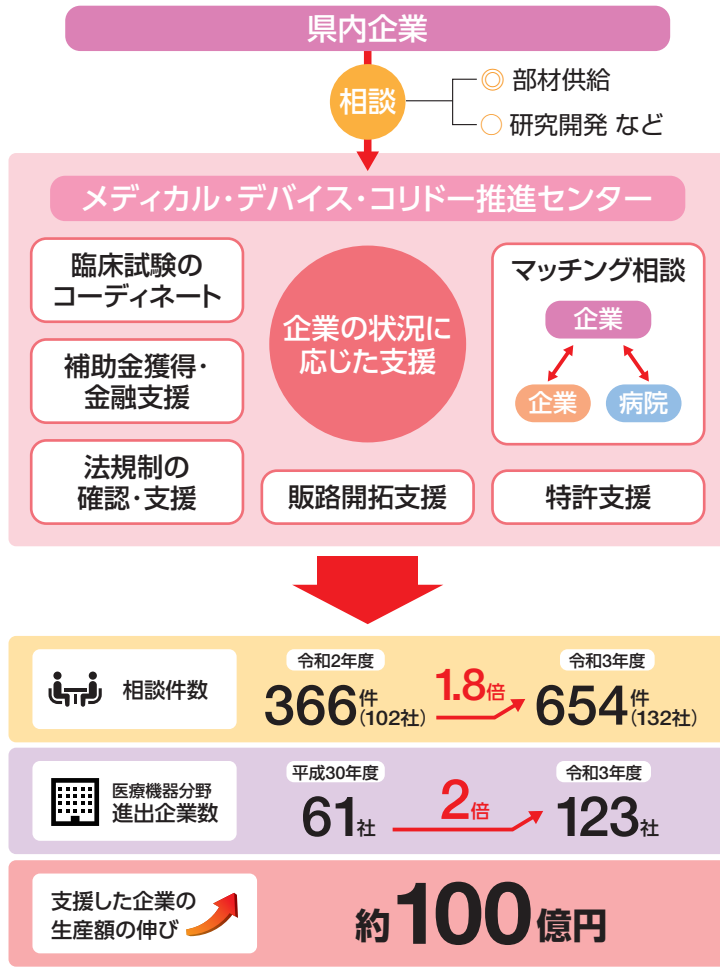 県内企業
相談
◎ 部材供給
○ 研究開発 など
メディカル・デバイス・コリドー推進センター
臨床試験の
コーディネート
補助金獲得・
金融支援
法規制の
確認・支援
企業の状況に
応じた支援
販路開拓支援
マッチング相談
企業
企業
病院
特許支援
相談件数
令和2年度
366件(102社)
1.8倍
令和3年度
654件(132社)
医療機器分野
進出企業数
平成30年度
61社
2倍
令和3年度
123社
支援した企業の
生産額の伸び
約100億円